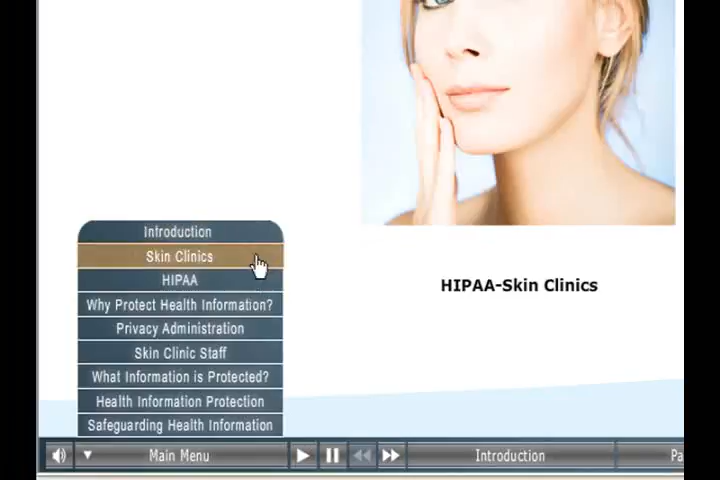 Introduction
Skin Clinics
HIPAA
Why Protect Health Information?
Privacy Administration
Skin Clinic Staff
What Information is Protected?
Health Information Protection
Safeguarding Health Information
HIPAA-Skin Clinics
Main Menu
Introduction
Pa